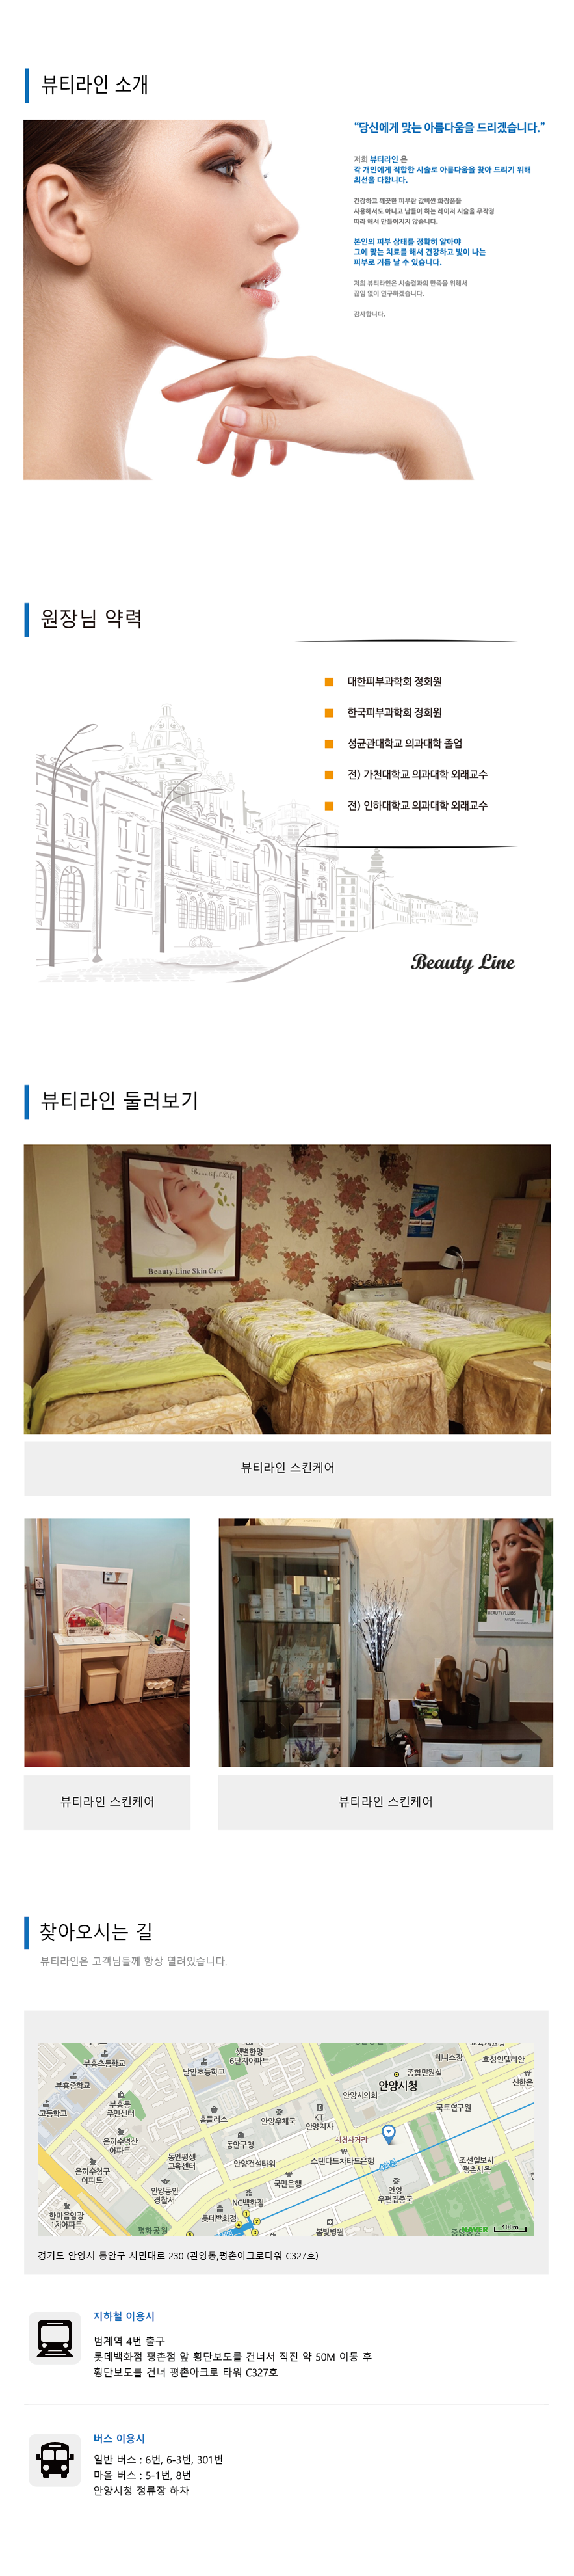 뷰티라인 소개
“당신에게 맞는 아름다움을 드리겠습니다.”
저희 뷰티라인 은
각 개인에게 적합한 시술로 아름다움을 찾아 드리기 위해
최선을 다합니다.
건강하고 깨끗한 피부란 값비싼 화장품을
사용해서도 아니고 남들이 하는 레이저 시술을 무작정
따라 해서 만들어지지 않습니다.
본인의 피부 상태를 정확히 알아야
그에 맞는 치료를 해서 건강하고 빛이 나는
피부로 거듭 날 수 있습니다.
저희 뷰티라인은 시술결과의 만족을 위해서
끊임 없이 연구하겠습니다.
감사합니다.
원장님 약력
대한피부과학회 정회원
한국피부과학회 정회원
성균관대학교 의과대학 졸업
전) 가천대학교 의과대학 외래교수
전) 인하대학교 의과대학 외래교수
Beauty Line
뷰티라인 둘러보기
Beautiful Life
Beauty Line Skin Care
뷰티라인 스킨케어
BEAUTY FLUIDS
뷰티라인 스킨케어
뷰티라인 스킨케어
찾아오시는 길
뷰티라인은 고객님들께 항상 열려있습니다.
샛별한양
6단지아파트
부흥초등학교
달안초등학교
테니스장
효성인텔리안
종합민원실
부흥중학교
안양시청
신한은
안양시의회
고등학교
부흥동
주민센터
홈플러스
안양우체국
KT
안양지사
국토연구원
은하수벽산
아파트
동안구청
시청사거리
동안평생
교육센터
안양건설타워
스탠다드차타드은행
조선일보사
평촌사옥
은하수청구
아파트
국민은행
안양동안
경찰서
NC백화점
안양
우편집중국
한마음임광
1차아파트
롯데백화점
평화공원
봄빛병원
중앙공원
NAVER
100m
경기도 안양시 동안구 시민대로 230 (관양동,평촌아크로타워 C327호)
지하철 이용시
범계역 4번 출구
롯데백화점 평촌점 앞 횡단보도를 건너서 직진 약 50M 이동 후
횡단보도를 건너 평촌아크로 타워 C327호
버스 이용시
일반 버스 : 6번, 6-3번, 301번
마을 버스 : 5-1번, 8번
안양시청 정류장 하차